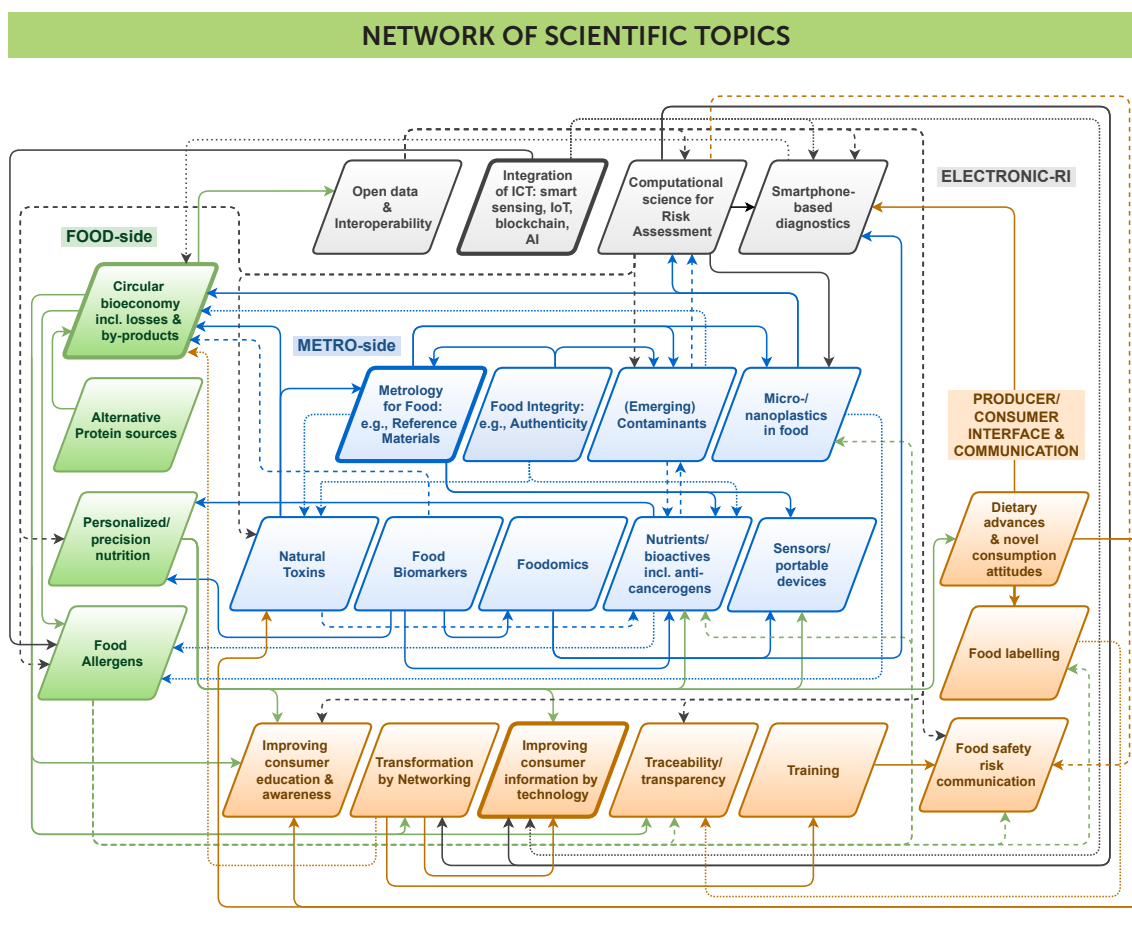 NETWORK OF SCIENTIFIC TOPICS
ELECTRONIC-RI
Open data
&
Interoperability
Integration
of ICT: smart
sensing, IoT,
blockchain,
AI
Computational
science for
Risk
Assessment
Smartphone-
based
diagnostics
FOOD-side
Circular
bioeconomy
incl. losses &
by-products
Alternative
Protein sources
Personalized/
precision
nutrition
Food
Allergens
METRO-side
Metrology
for Food:
e.g., Reference
Materials
Food Integrity:
e.g., Authenticity
(Emerging)
Contaminants
Micro-/
nanoplastics
in food
Natural
Toxins
Food
Biomarkers
Foodomics
Nutrients/
bioactives
incl. anti-
cancerogens
Sensors/
portable
devices
PRODUCER/
CONSUMER
INTERFACE &
COMMUNICATION
Dietary
advances
& novel
consumption
attitudes
Food labelling
Improving
consumer
education &
awareness
Transformation
by Networking
Improving
consumer
information by
technology
Traceability/
transparency
Training
Food safety
risk
communication